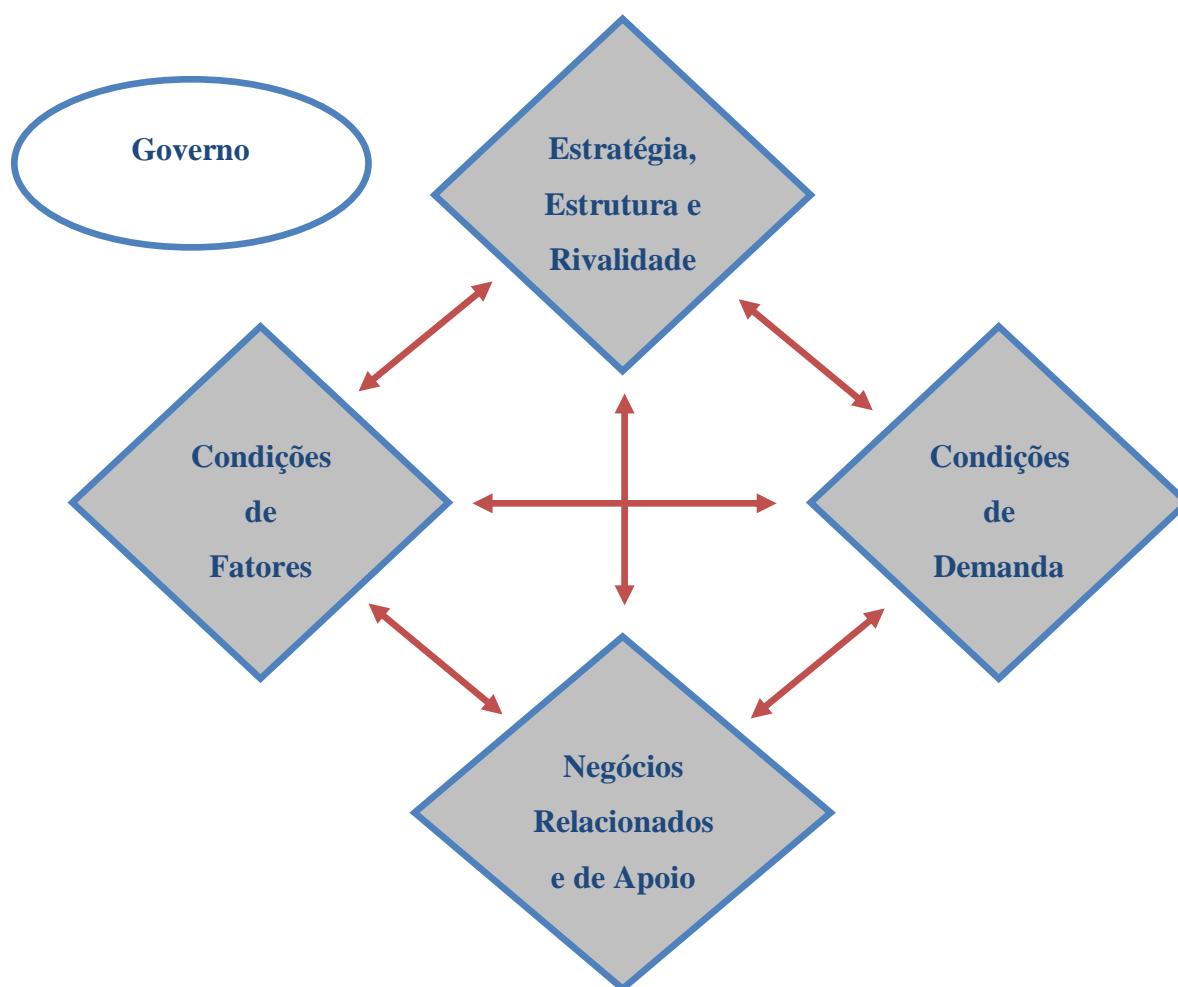 Governo
Estratégia,
Estrutura e
Rivalidade
Condições
de
Fatores
Condições
de
Demanda
Negócios
Relacionados
e de Apoio